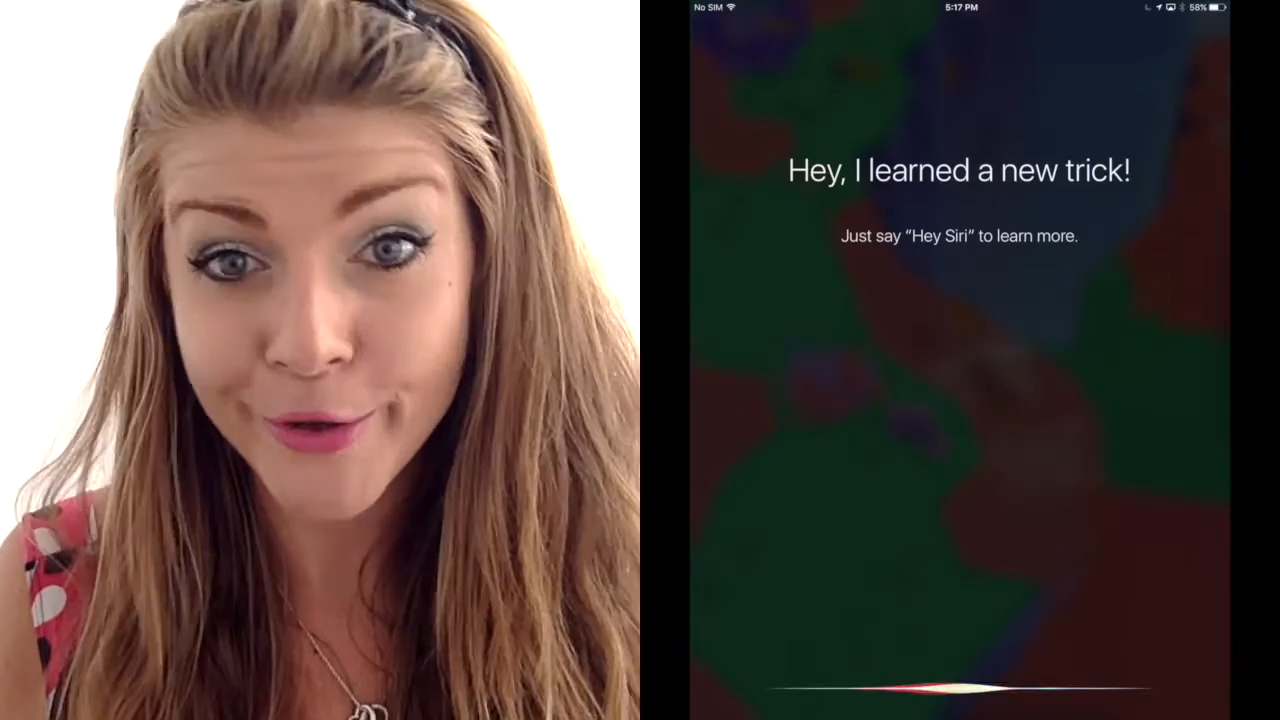 No SIM
5:17 PM
58%
Hey, I learned a new trick!
Just say “Hey Siri” to learn more.